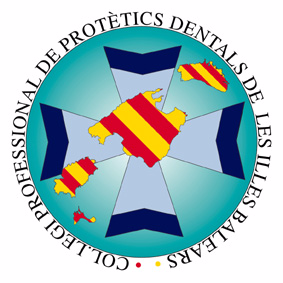 COL.LEGI PROFESSIONAL DE PROTÈTICS DENTALS DE LES ILLES BALEARS